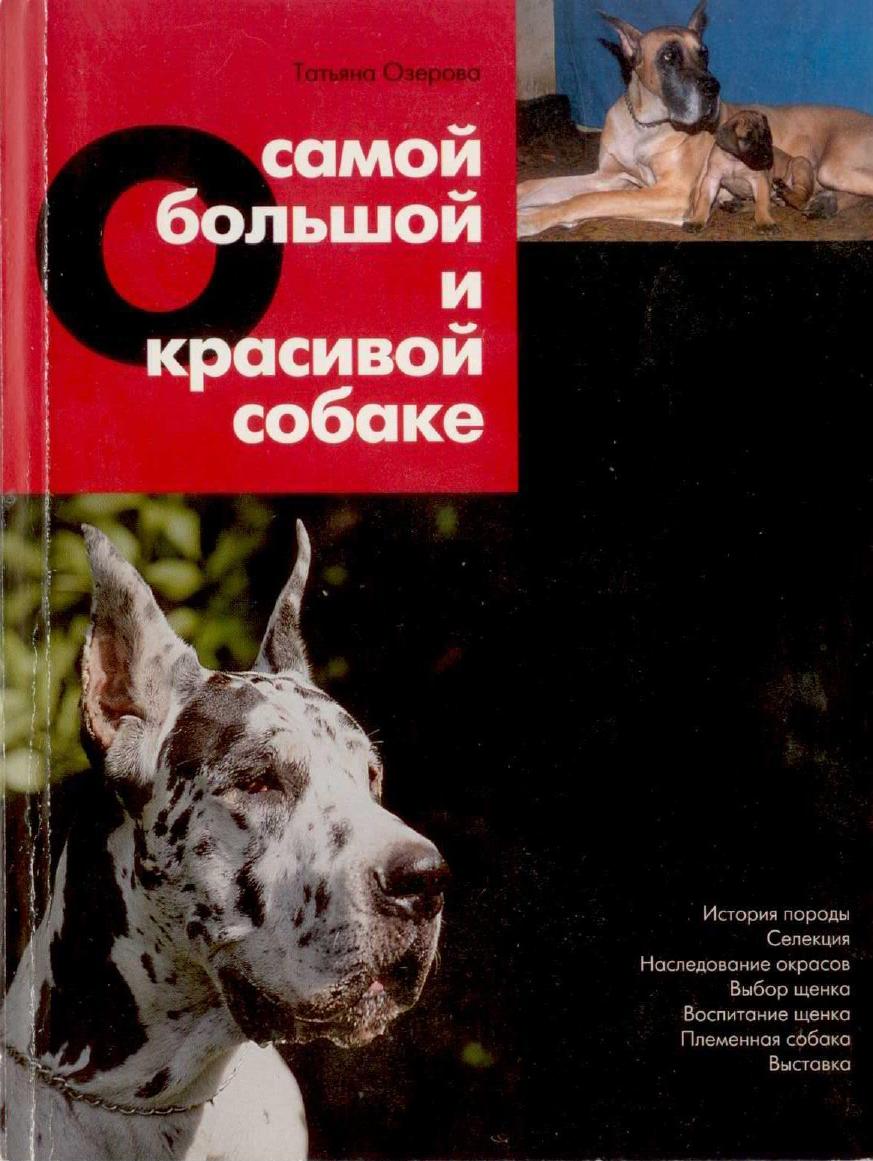 Татьяна Озерова
О самой
большой
и
красивой
собаке
История породы
Селекция
Наследование окрасов
Выбор щенка
Воспитание щенка
Племенная собака
Выставка